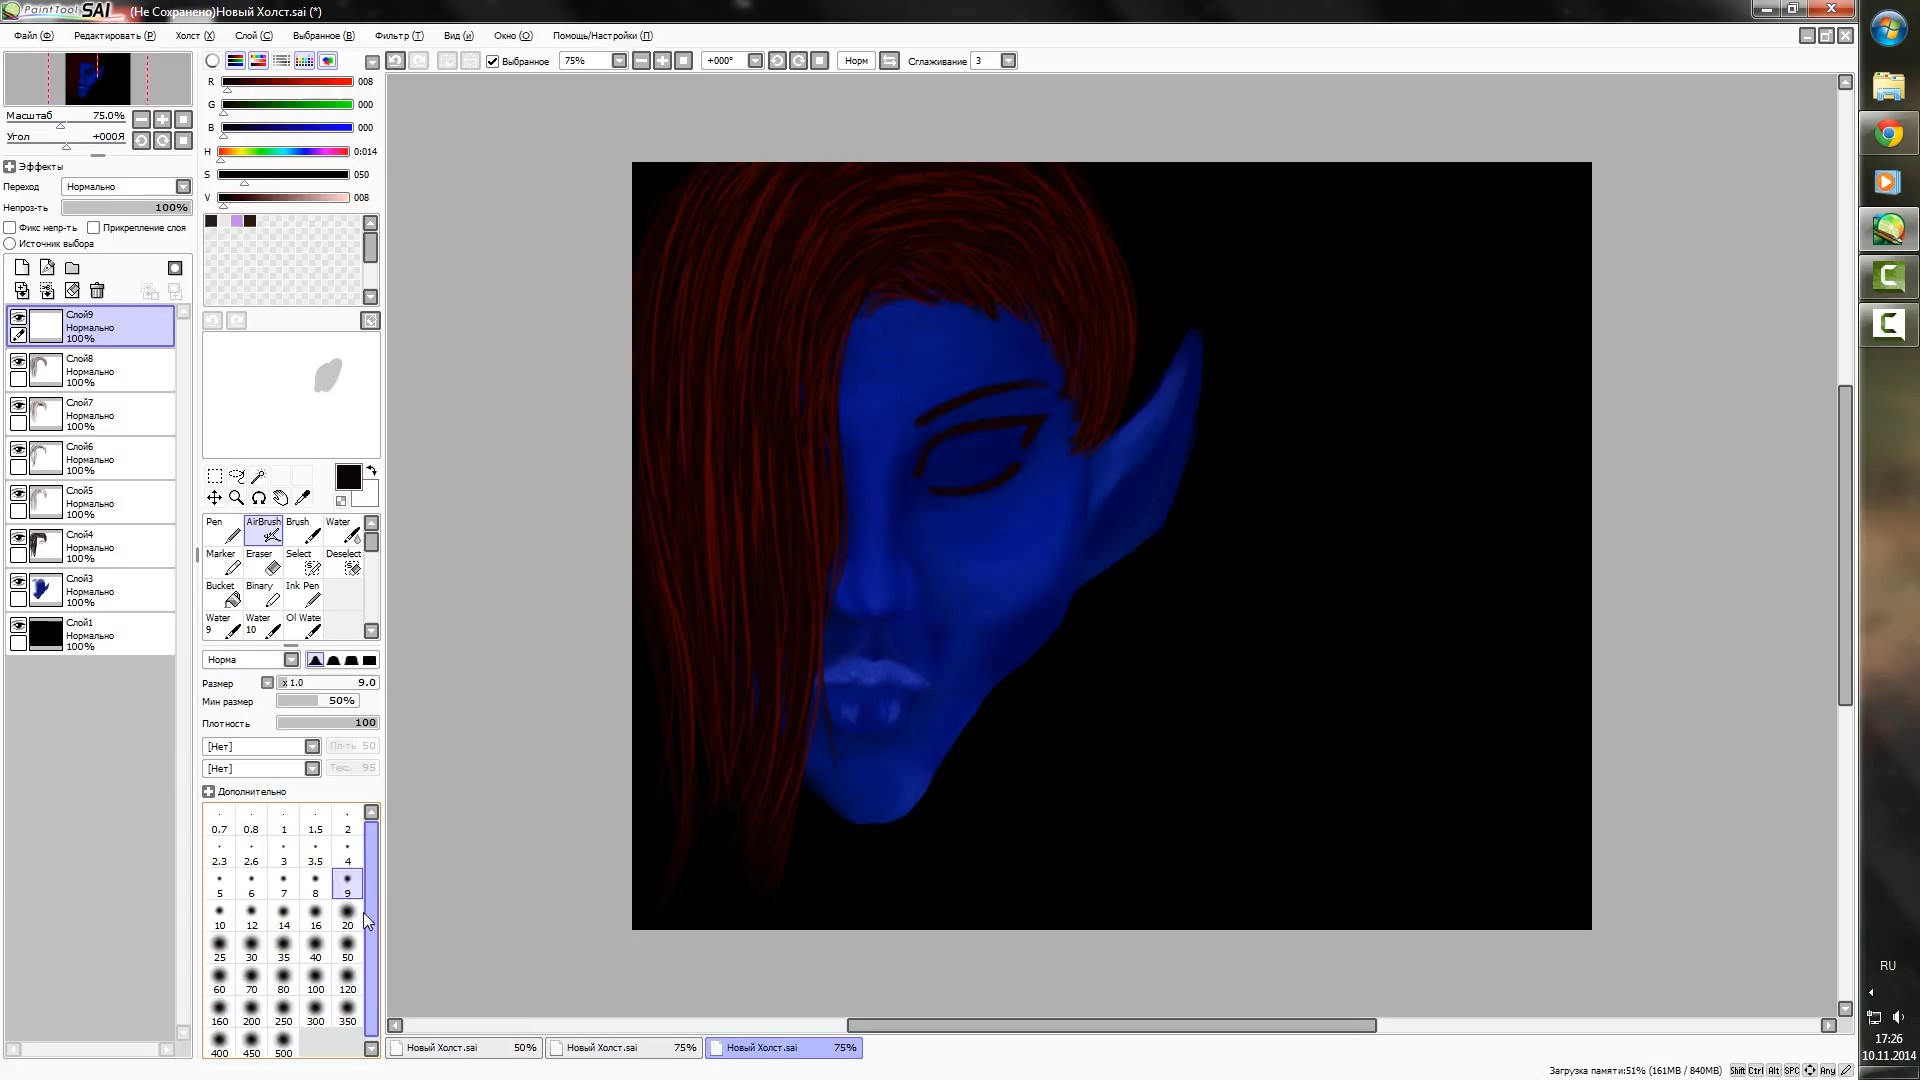 PaintTool SAI (Не Сохранено)Новый Холст.sai (*)
Файл (Ф) Редактировать (Р) Холст (Х) Слой (С) Выбранное (В) Фильтр (Т) Вид (и) Окно (О) Помощь/Настройки (П)
Выбранное 75% +000° Норм Сглаживание 3
Масштаб 75.0%
Угол +000Я
Эффекты
Переход Нормально
Непроз-ть 100%
Фикс непр-ть Прикрепление слоя
Источник выбора
Слой9
Нормально
100%
Слой8
Нормально
100%
Слой7
Нормально
100%
Слой6
Нормально
100%
Слой5
Нормально
100%
Слой4
Нормально
100%
Слой3
Нормально
100%
Слой1
Нормально
100%
R 008
G 000
B 000
H 0:014
S 050
V 008
Pen AirBrush Brush Water
Marker Eraser Select Deselect
Bucket Binary Ink Pen
Water 9 Water 10 Ol Wate
Норма
Размер x 1.0 9.0
Мин размер 50%
Плотность 100
[Нет] Пл-ть 50
[Нет] Текс. 95
Дополнительно
0.7 0.8 1 1.5 2
2.3 2.6 3 3.5 4
5 6 7 8 9
10 12 14 16 20
25 30 35 40 50
60 70 80 100 120
160 200 250 300 350
400 450 500
Новый Холст.sai 50% Новый Холст.sai 75% Новый Холст.sai 75%
Загрузка памяти:51% (161MB / 840MB) Shift Ctrl Alt SPC Any
RU
17:26
10.11.2014